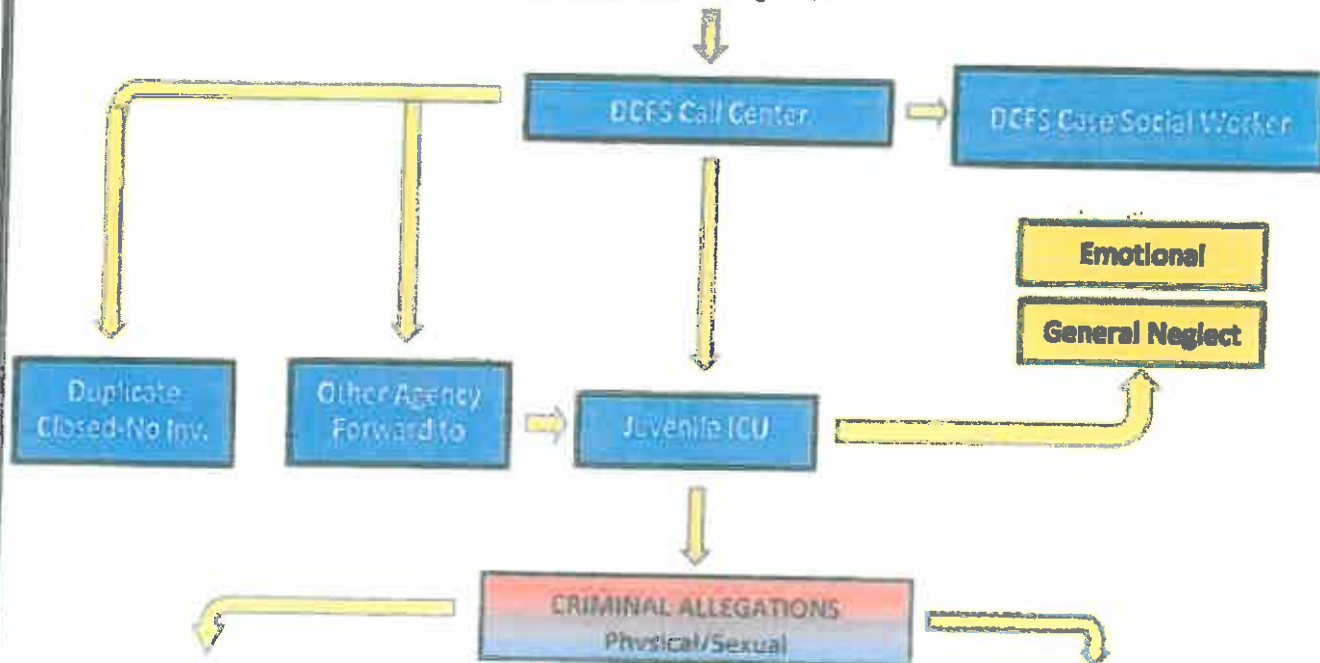 DCFS Call Center
DCFS Case Social Worker
Emotional
General Neglect
Duplicate
Closed-No Inv.
Other Agency
Forward to
Juvenile ICU
CRIMINAL ALLEGATIONS
Physical/Sexual